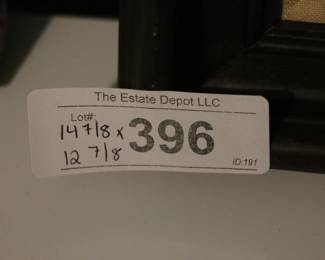 The Estate Depot LLC
Lot#:
14 7/8 x
12 7/8
396
ID:191